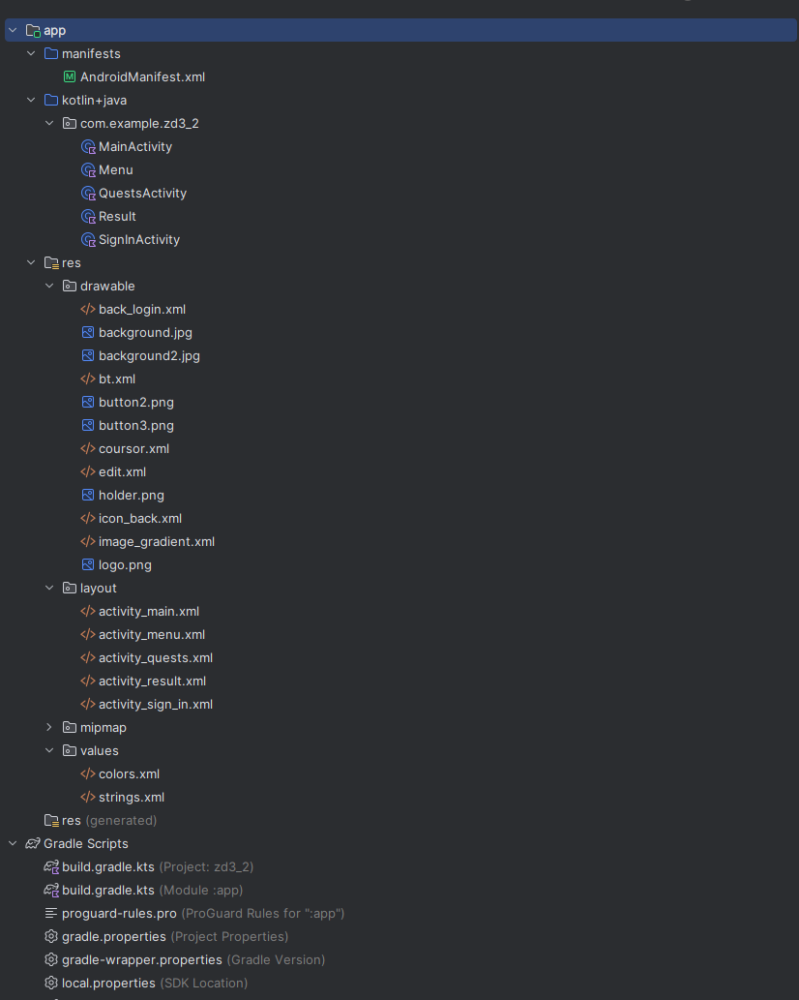 app
manifests
AndroidManifest.xml
kotlin+java
com.example.zd3_2
MainActivity
Menu
QuestsActivity
Result
SignInActivity
res
drawable
back_login.xml
background.jpg
background2.jpg
bt.xml
button2.png
button3.png
coursor.xml
edit.xml
holder.png
icon_back.xml
image_gradient.xml
logo.png
layout
activity_main.xml
activity_menu.xml
activity_quests.xml
activity_result.xml
activity_sign_in.xml
mipmap
values
colors.xml
strings.xml
res (generated)
Gradle Scripts
build.gradle.kts (Project: zd3_2)
build.gradle.kts (Module :app)
proguard-rules.pro (ProGuard Rules for ":app")
gradle.properties (Project Properties)
gradle-wrapper.properties (Gradle Version)
local.properties (SDK Location)